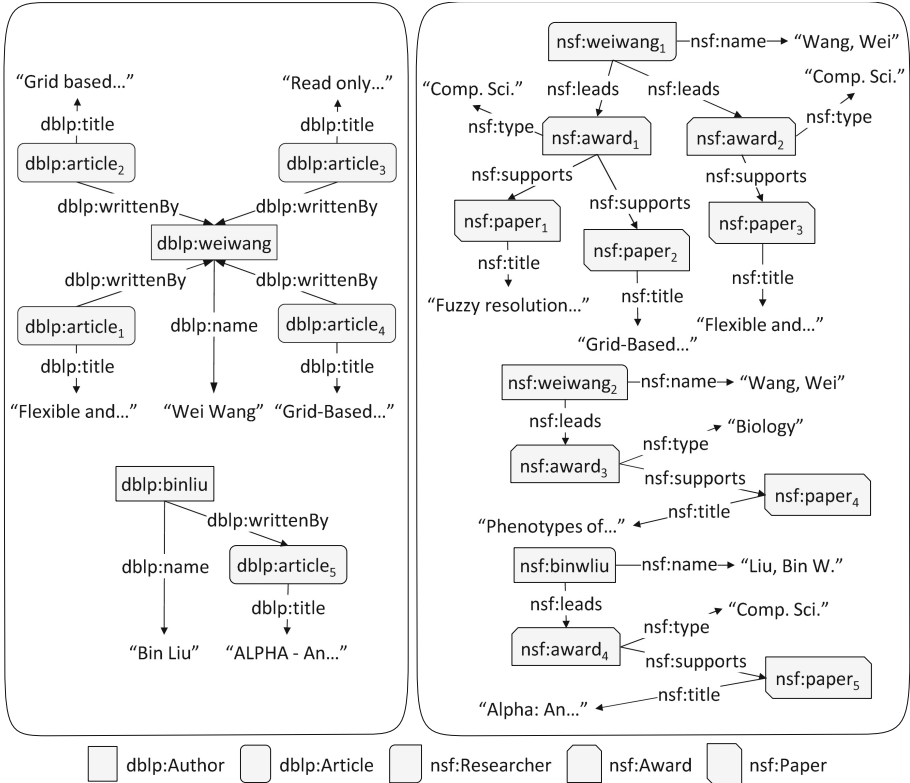 “Grid based...”
“Read only...”
dblp:title
dblp:title
dblp:article2
dblp:article3
dblp:writtenBy
dblp:writtenBy
dblp:weiwang
dblp:writtenBy
dblp:writtenBy
dblp:article1
dblp:name
dblp:article4
dblp:title
dblp:title
“Flexible and...”
“Wei Wang”
“Grid-Based...”
dblp:binliu
dblp:writtenBy
dblp:name
dblp:article5
dblp:title
“Bin Liu”
“ALPHA - An...”
nsf:weiwang1
nsf:name
“Wang, Wei”
“Comp. Sci.”
nsf:leads
nsf:leads
“Comp. Sci.”
nsf:type
nsf:award1
nsf:award2
nsf:type
nsf:supports
nsf:supports
nsf:supports
nsf:paper1
nsf:paper2
nsf:paper3
nsf:title
nsf:title
nsf:title
“Fuzzy resolution...”
“Grid-Based...”
“Flexible and...”
nsf:weiwang2
nsf:name
“Wang, Wei”
nsf:leads
nsf:type
“Biology”
nsf:award3
nsf:supports
nsf:paper4
nsf:title
“Phenotypes of...”
nsf:binwliu
nsf:name
“Liu, Bin W.”
nsf:leads
nsf:type
“Comp. Sci.”
nsf:award4
nsf:supports
nsf:paper5
nsf:title
“Alpha: An...”
dblp:Author
dblp:Article
nsf:Researcher
nsf:Award
nsf:Paper